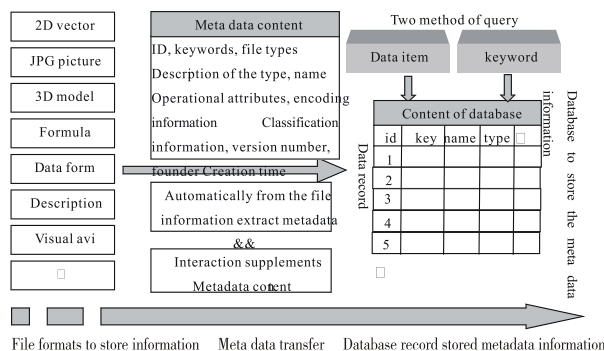 2D vector
JPG picture
3D model
Formula
Data form
Description
Visual avi
Meta data content
ID, keywords, file types
Description of the type, name
Operational attributes, encoding
information Classification
information, version number,
founder Creation time
Automatically from the file
information extract metadata
&&
Interaction supplements
Metadata content
Two method of query
Data item
keyword
Content of database
id key name type
1
2
3
4
5
Data record
Database to store the meta data
information
File formats to store information
Meta data transfer
Database record stored metadata information